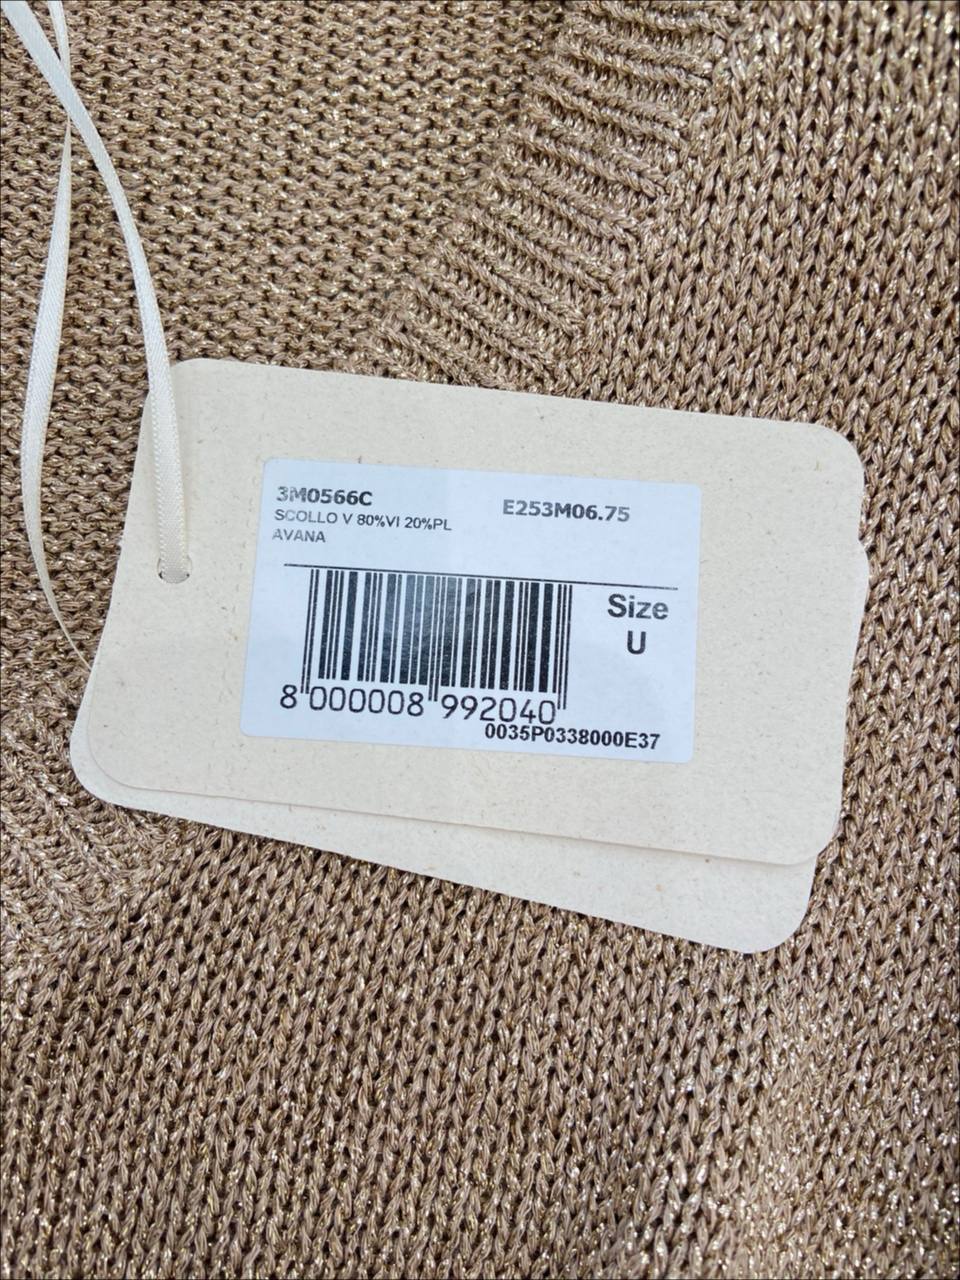 3M0566C E253M06.75
SCOLLO V 80%VI 20%PL
AVANA
Size
U
8 000008 992040
0035P0338000E37